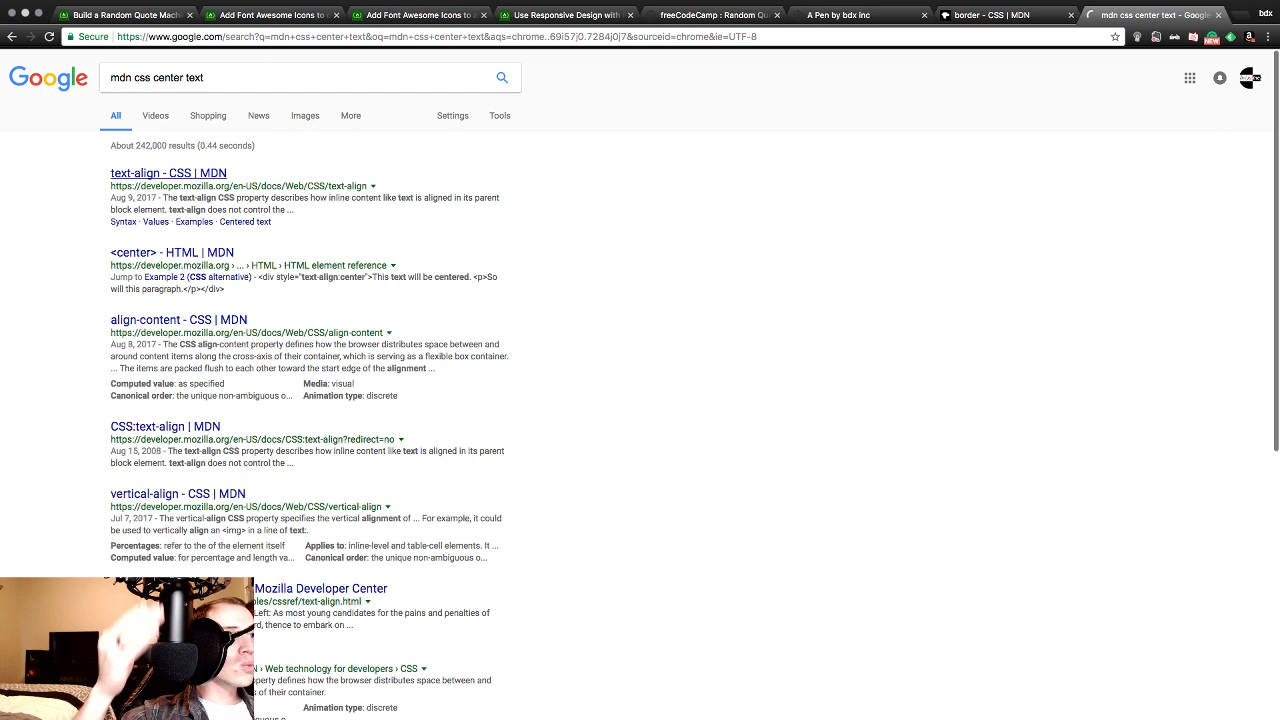 Build a Random Quote Machi
Add Font Awesome Icons to
Add Font Awesome Icons to
Use Responsive Design with
freeCodeCamp : Random Qu
A Pen by bdx inc
border - CSS | MDN
mdn css center text - Google
bdx
Secure
https://www.google.com/search?q=mdn+css+center+text&oq=mdn+css+center+text&aqs=chrome..69i57j0.7284j0j7&sourceid=chrome&ie=UTF-8
NEW
Google
mdn css center text
All
Videos
Shopping
News
Images
More
Settings
Tools
About 242,000 results (0.44 seconds)
text-align - CSS | MDN
https://developer.mozilla.org/en-US/docs/Web/CSS/text-align
Aug 9, 2017 - The text-align CSS property describes how inline content like text is aligned in its parent
block element. text-align does not control the ...
Syntax · Values · Examples · Centered text
<center> - HTML | MDN
https://developer.mozilla.org › ... › HTML › HTML element reference
Jump to Example 2 (CSS alternative) - <div style="text-align:center">This text will be centered. <p>So
will this paragraph.</p></div>
align-content - CSS | MDN
https://developer.mozilla.org/en-US/docs/Web/CSS/align-content
Aug 8, 2017 - The CSS align-content property defines how the browser distributes space between and
around content items along the cross-axis of their container, which is serving as a flexible box container.
... The items are packed flush to each other toward the start edge of the alignment ...
Computed value: as specified Media: visual
Canonical order: the unique non-ambiguous o... Animation type: discrete
CSS:text-align | MDN
https://developer.mozilla.org/en-US/docs/CSS:text-align?redirect=no
Aug 15, 2008 - The text-align CSS property describes how inline content like text is aligned in its parent
block element. text-align does not control the ...
vertical-align - CSS | MDN
https://developer.mozilla.org/en-US/docs/Web/CSS/vertical-align
Jul 7, 2017 - The vertical-align CSS property specifies the vertical alignment of ... For example, it could
be used to vertically align an <img> in a line of text:.
Percentages: refer to the of the element itself Applies to: inline-level and table-cell elements. It ...
Computed value: for percentage and length va... Canonical order: the unique non-ambiguous o...
Mozilla Developer Center
ples/cssref/text-align.html
Left: As most young candidates for the pains and penalties of
rd, thence to embark on ...
› Web technology for developers › CSS
perty defines how the browser distributes space between and
s of their container.
Animation type: discrete